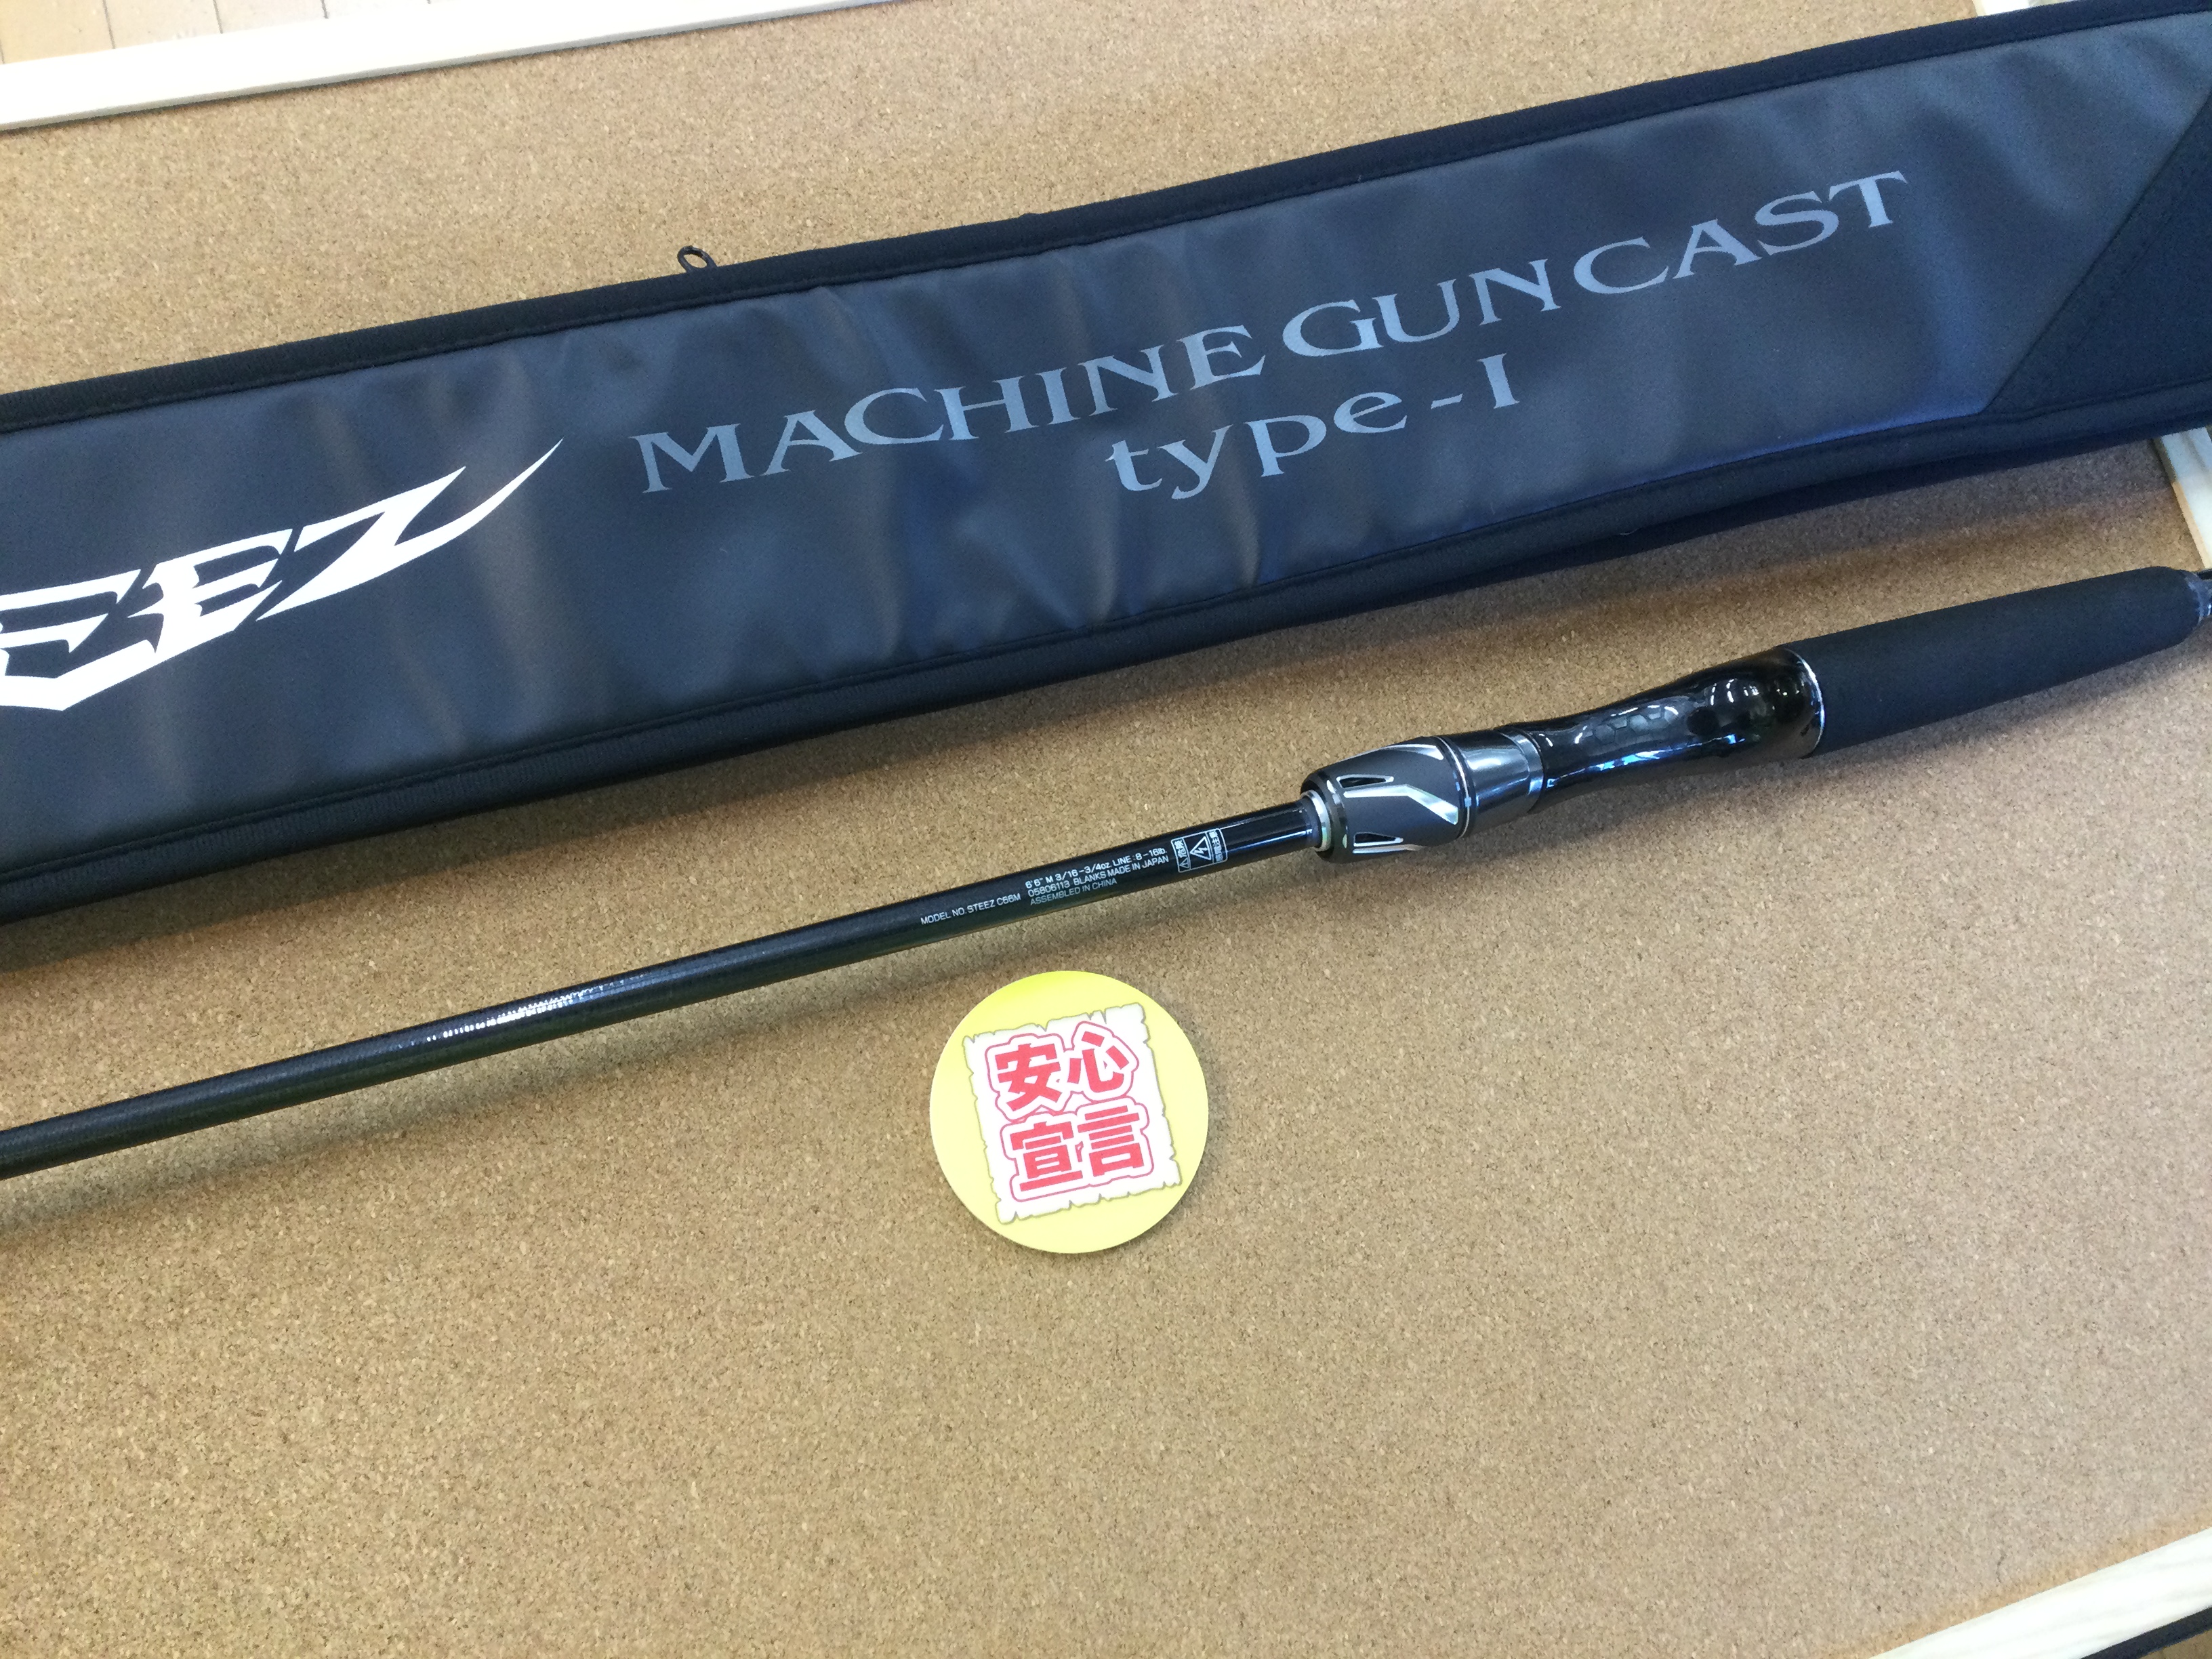 EEZ
MACHINE GUN CAST
type-I
MODEL NO. STEEZ C66M
6'6" M 3/16-3/4oz. LINE: 8-16lb.
05806113 BLANKS MADE IN JAPAN
ASSEMBLED IN CHINA
安心
宣言